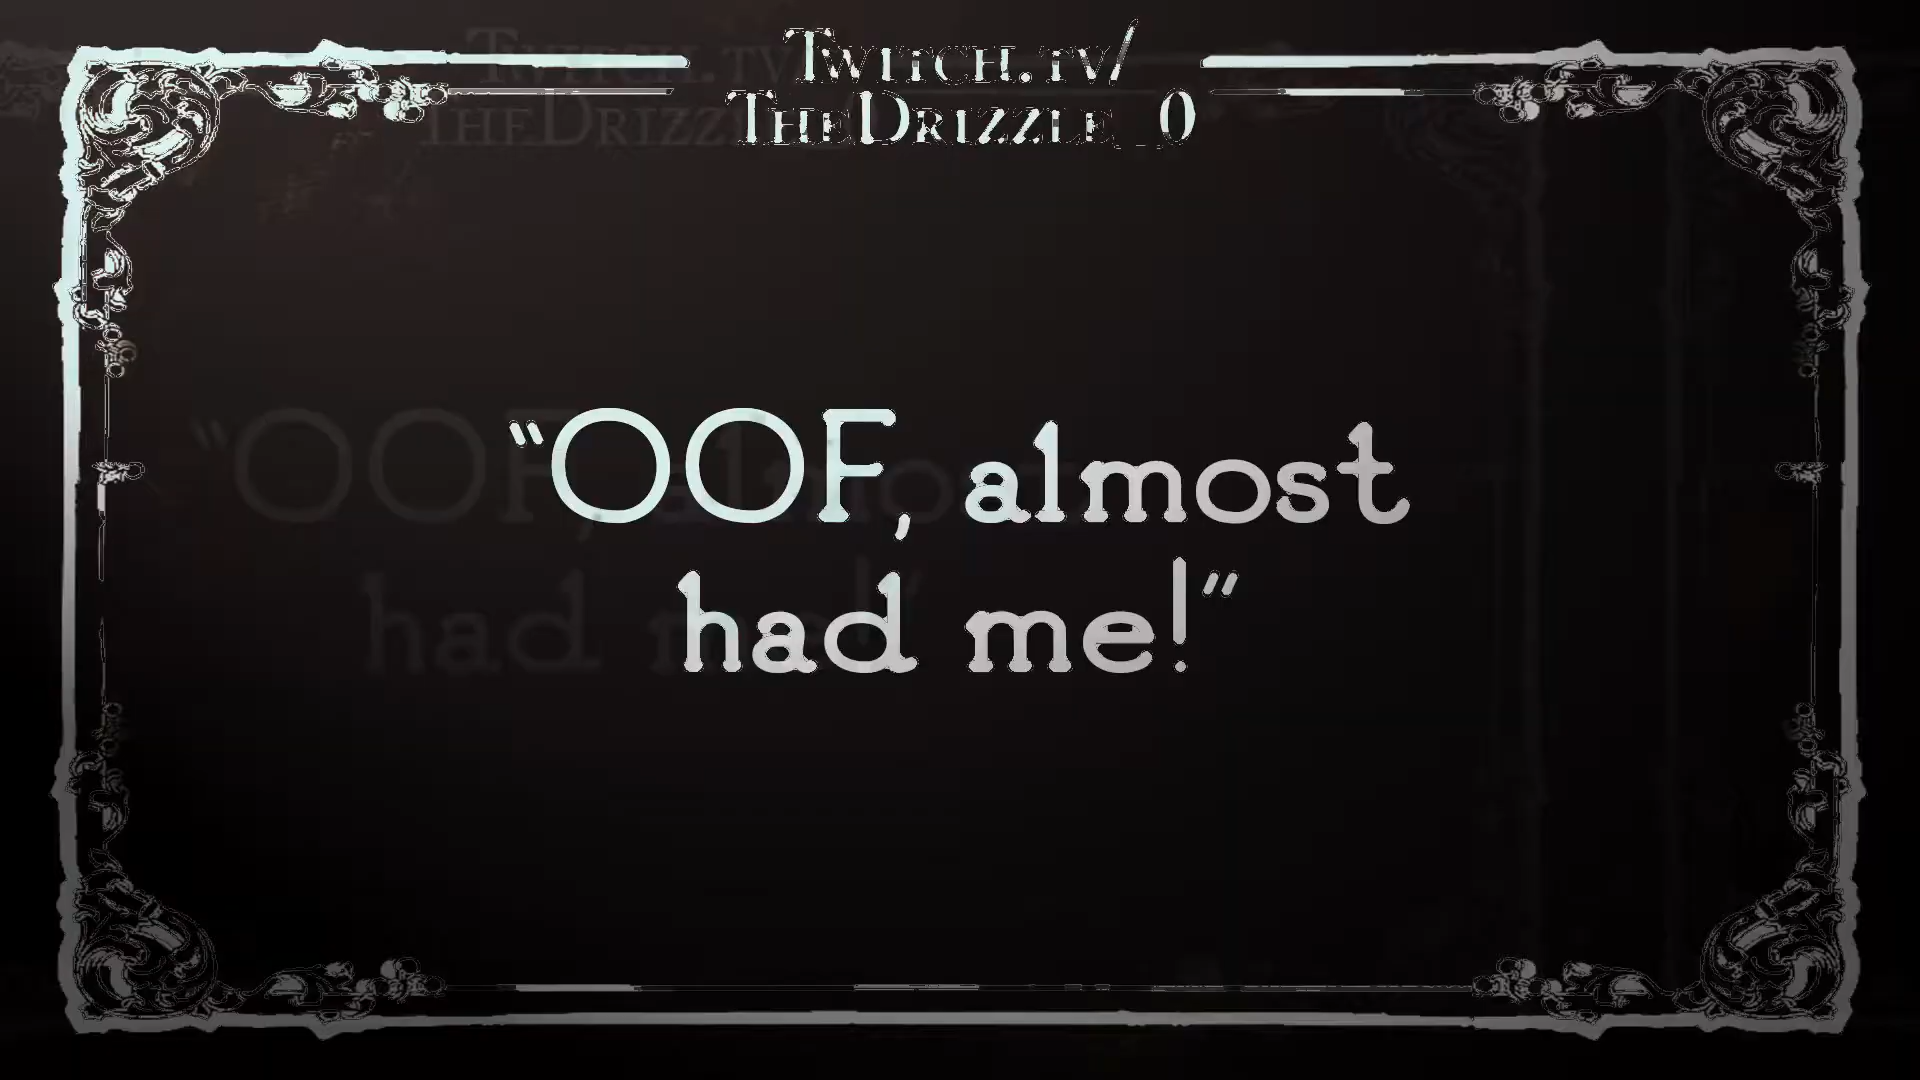 Twitch.tv/
TheDrizzle_0
“OOF, almost
had me!”